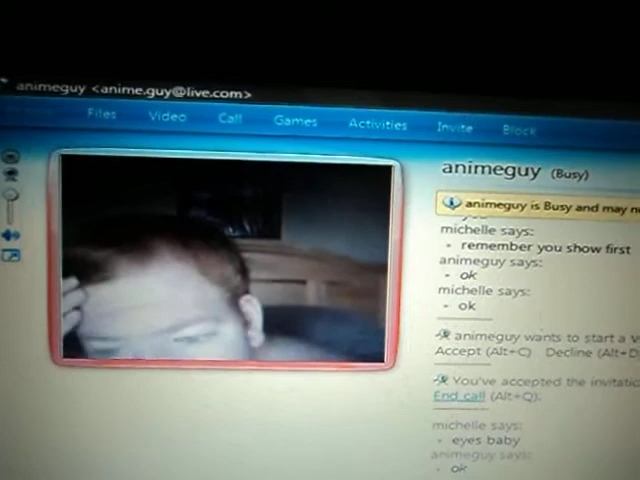 animeguy <anime.guy@live.com>
Files Video Call Games Activities Invite Block
animeguy (Busy)
animeguy is Busy and may
michelle says:
remember you show first
animeguy says:
ok
michelle says:
ok
animeguy wants to start a
Accept (Alt+C) Decline (Alt+D
You've accepted the
End call (Alt+Q).
michelle says:
eyes baby
animeguy says:
ok